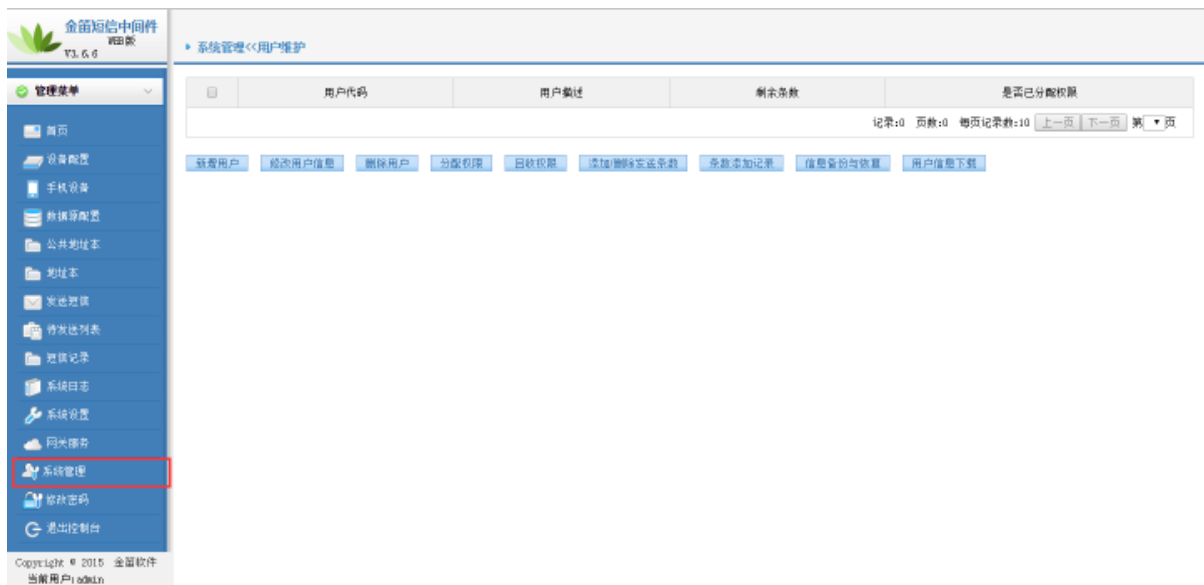 金笛短信中间件
WEB版
V3.6.6
系统管理<<用户维护
管理菜单
首页
设备配置
手机设备
数据源配置
公共地址本
地址本
发送短信
待发送列表
短信记录
系统日志
系统设置
网关服务
系统管理
修改密码
退出控制台
用户代码 用户描述 剩余条数 是否已分配权限
记录:0 页数:0 每页记录数:10 上一页 下一页 第 页
新增用户 修改用户信息 删除用户 分配权限 回收权限 添加/删除发送条数 条数添加记录 信息备份与恢复 用户信息下载
Copyright © 2015 金笛软件
当前用户:admin